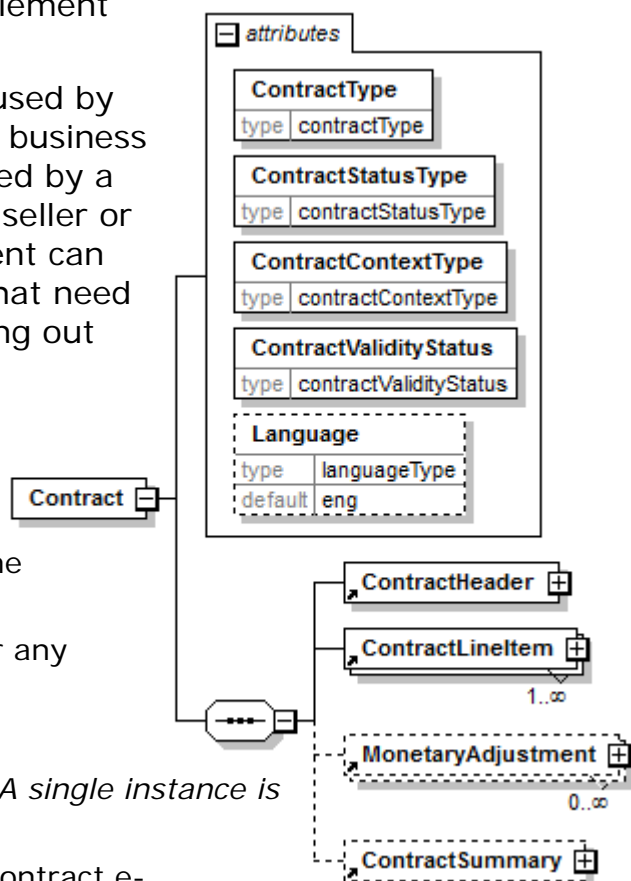 lement
used by
business
ed by a
seller or
ent can
hat need
ng out
ne
r any
A single instance is
ontract e-
attributes
ContractType
type contractType
ContractStatusType
type contractStatusType
ContractContextType
type contractContextType
ContractValidityStatus
type contractValidityStatus
Language
type languageType
default eng
Contract
ContractHeader
ContractLineItem
1..∞
MonetaryAdjustment
0..∞
ContractSummary